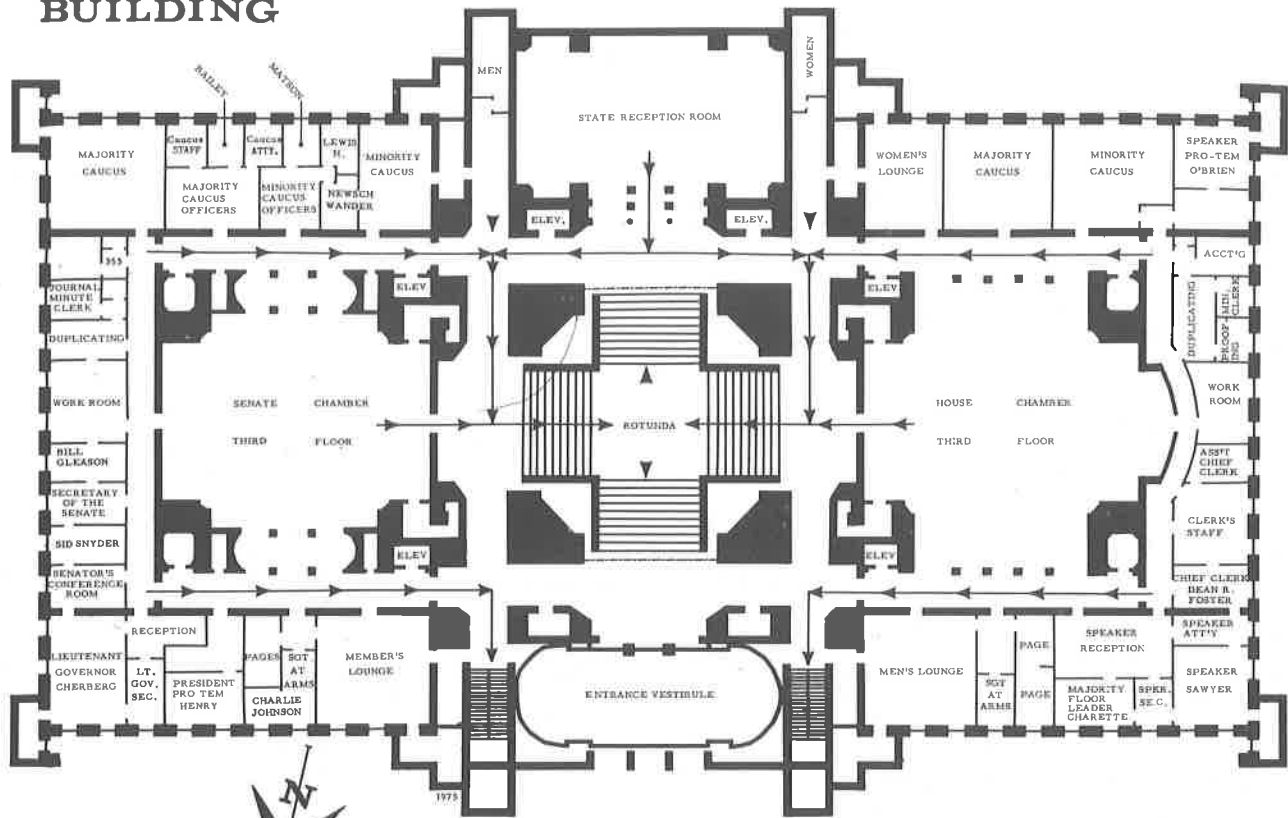 BUILDING
MEN
WOMEN
BAILEY
MATSON
STATE RECEPTION ROOM
MAJORITY
CAUCUS
Caucus
STAFF
Caucus
ATTY.
LEWIS
H.
MINORITY
CAUCUS
MAJORITY
CAUCUS
OFFICERS
MINORITY
CAUCUS
OFFICERS
NEWSCH
WANDER
WOMEN'S
LOUNGE
MAJORITY
CAUCUS
MINORITY
CAUCUS
SPEAKER
PRO-TEM
O'BRIEN
ELEV.
ELEV.
353
JOURNAL
MINUTE
CLERK
DUPLICATING
WORK ROOM
BILL
GLEASON
SECRETARY
OF THE
SENATE
SID SNYDER
SENATOR'S
CONFERENCE
ROOM
ELEV
ELEV
SENATE CHAMBER
THIRD FLOOR
ROTUNDA
HOUSE CHAMBER
THIRD FLOOR
ACCT'G
DUPLICATING
MIN. CLERK
PROOF-
ING
WORK
ROOM
ASS'T
CHIEF
CLERK
CLERK'S
STAFF
CHIEF CLERK
DEAN R.
FOSTER
ELEV
ELEV
RECEPTION
LIEUTENANT
GOVERNOR
CHERBERG
LT.
GOV.
SEC.
PRESIDENT
PRO TEM
HENRY
PAGES
SGT
AT
ARMS
CHARLIE
JOHNSON
MEMBER'S
LOUNGE
ENTRANCE VESTIBULE
MEN'S LOUNGE
SGT
AT
ARMS
PAGE
PAGE
SPEAKER
RECEPTION
MAJORITY
FLOOR
LEADER
CHARETTE
SPKR.
SEC.
SPEAKER
ATT'Y
SPEAKER
SAWYER
1975
N